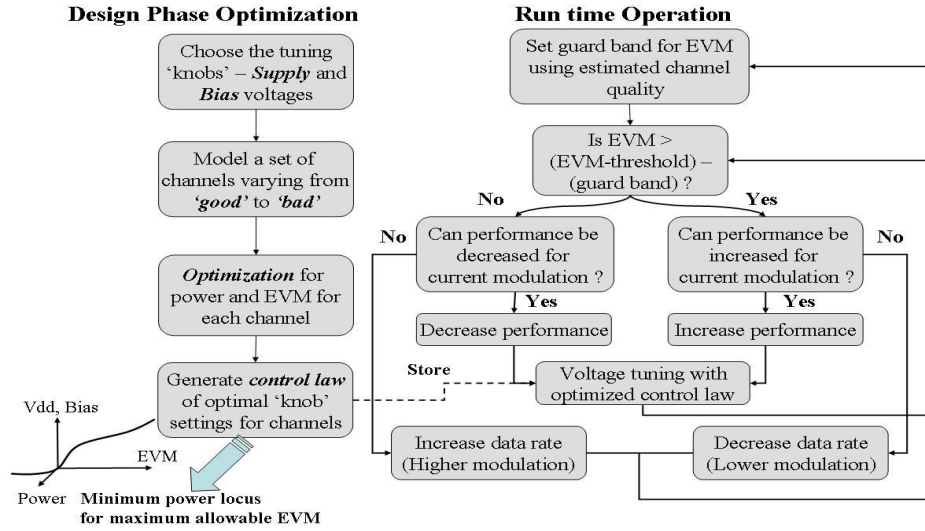 Design Phase Optimization
Choose the tuning
‘knobs’ – Supply and
Bias voltages
Model a set of
channels varying from
‘good’ to ‘bad’
Optimization for
power and EVM for
each channel
Generate control law
of optimal ‘knob’
settings for channels
Store
Vdd, Bias
EVM
Power
Minimum power locus
for maximum allowable EVM
Run time Operation
Set guard band for EVM
using estimated channel
quality
Is EVM >
(EVM-threshold) –
(guard band) ?
No
Yes
No
Can performance be
decreased for
current modulation ?
Can performance be
increased for
current modulation ?
No
Yes
Yes
Decrease performance
Increase performance
Voltage tuning with
optimized control law
Increase data rate
(Higher modulation)
Decrease data rate
(Lower modulation)